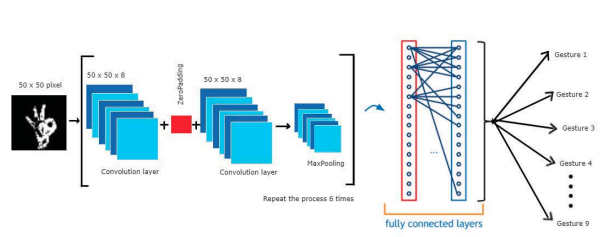 50 x 50 pixel
50 x 50 x 8
Convolution layer
ZeroPadding
50 x 50 x 8
Convolution layer
MaxPooling
Repeat the process 6 times
...
fully connected layers
Gesture 1
Gesture 2
Gesture 3
Gesture 4
Gesture 9